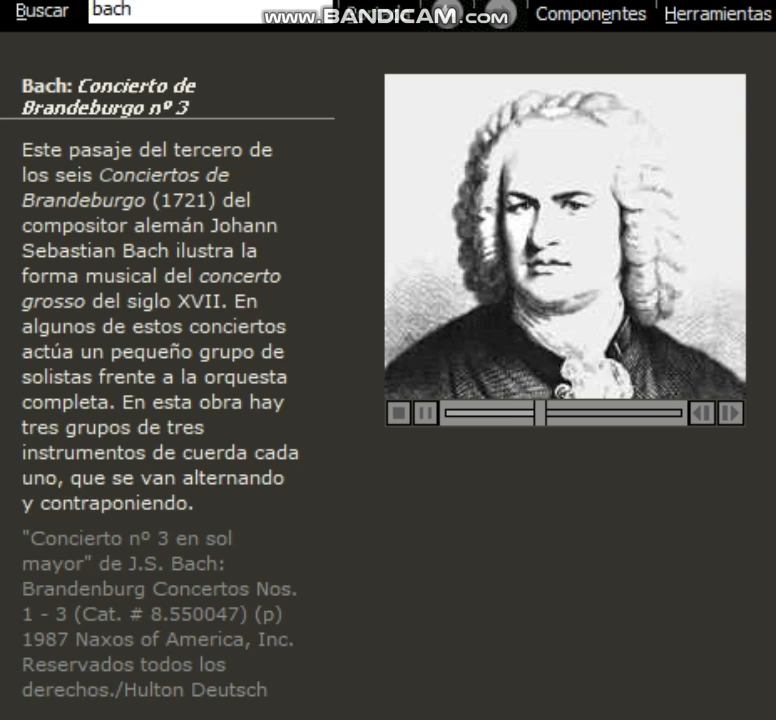 Buscar bach www.BANDICAM.com Componentes Herramientas
Bach: Concierto de
Brandeburgo nº 3
Este pasaje del tercero de
los seis Conciertos de
Brandeburgo (1721) del
compositor alemán Johann
Sebastian Bach ilustra la
forma musical del concerto
grosso del siglo XVII. En
algunos de estos conciertos
actúa un pequeño grupo de
solistas frente a la orquesta
completa. En esta obra hay
tres grupos de tres
instrumentos de cuerda cada
uno, que se van alternando
y contraponiendo.
"Concierto nº 3 en sol
mayor" de J.S. Bach:
Brandenburg Concertos Nos.
1 - 3 (Cat. # 8.550047) (p)
1987 Naxos of America, Inc.
Reservados todos los
derechos./Hulton Deutsch